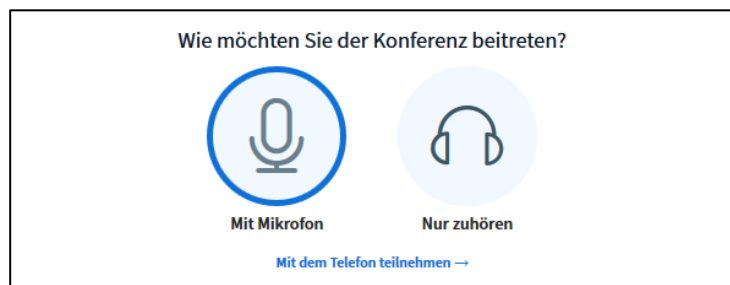 Wie möchten Sie der Konferenz beitreten?
Mit Mikrofon
Nur zuhören
Mit dem Telefon teilnehmen →